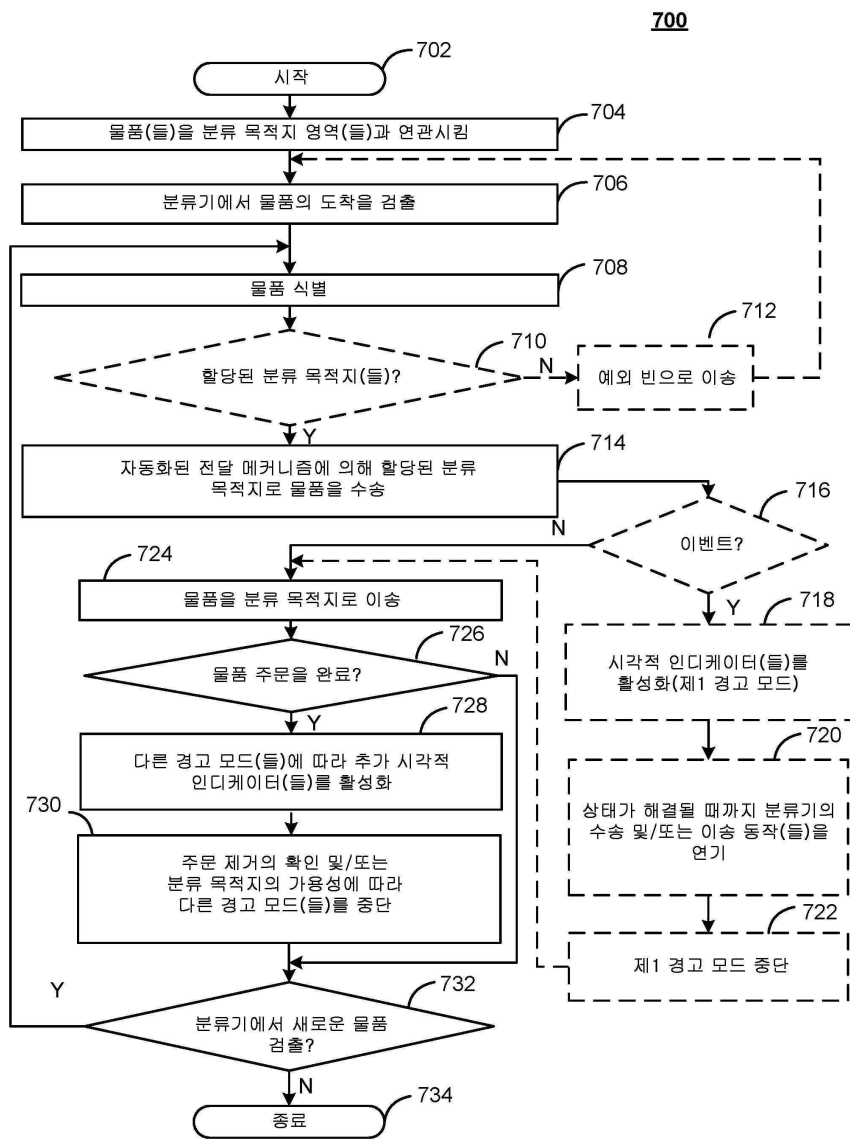 700
702
시작
704
물품(들)을 분류 목적지 영역(들)과 연관시킴
706
분류기에서 물품의 도착을 검출
708
물품 식별
710
할당된 분류 목적지(들)?
N
712
예외 빈으로 이송
Y
714
자동화된 전달 메커니즘에 의해 할당된 분류
목적지로 물품을 수송
716
이벤트?
N
Y
724
물품을 분류 목적지로 이송
718
시각적 인디케이터(들)를
활성화(제1 경고 모드)
726
물품 주문을 완료?
N
Y
728
다른 경고 모드(들)에 따라 추가 시각적
인디케이터(들)를 활성화
720
상태가 해결될 때까지 분류기의
수송 및/또는 이송 동작(들)을
연기
730
주문 제거의 확인 및/또는
분류 목적지의 가용성에 따라
다른 경고 모드(들)를 중단
722
제1 경고 모드 중단
732
분류기에서 새로운 물품
검출?
Y
N
734
종료